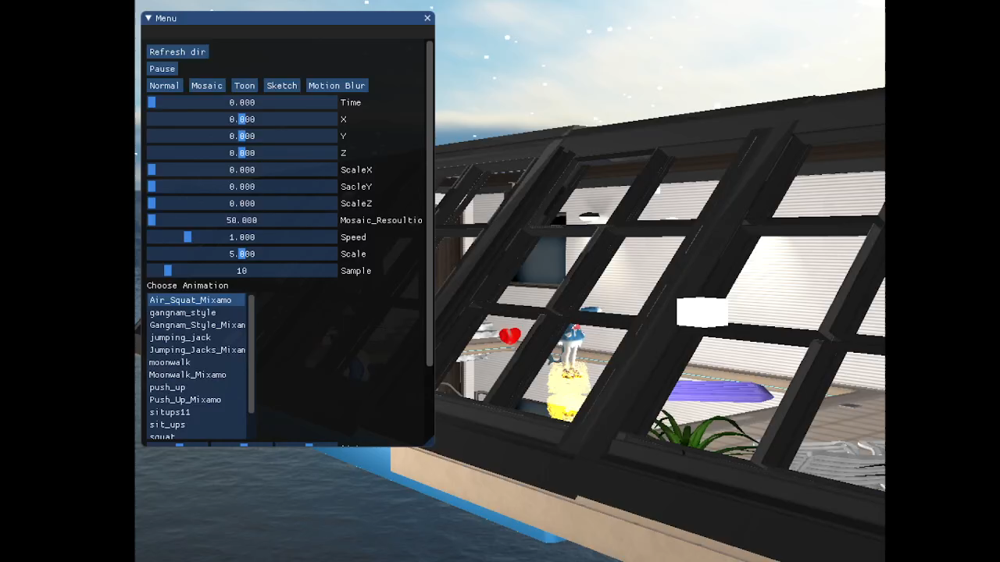 Menu
Refresh dir
Pause
Normal Mosaic Toon Sketch Motion Blur
0.000 Time
0.000 X
0.000 Y
0.000 Z
0.000 ScaleX
0.000 SacleY
0.000 ScaleZ
50.000 Mosaic_Resoultio
1.000 Speed
5.000 Scale
10 Sample
Choose Animation
Air_Squat_Mixamo
gangnam_style
Gangnam_Style_Mixam
jumping_jack
Jumping_Jack_Mixam
moonwalk
Moonwalk_Mixamo
push_up
Push_Up_Mixamo
situps11
sit_ups
squat